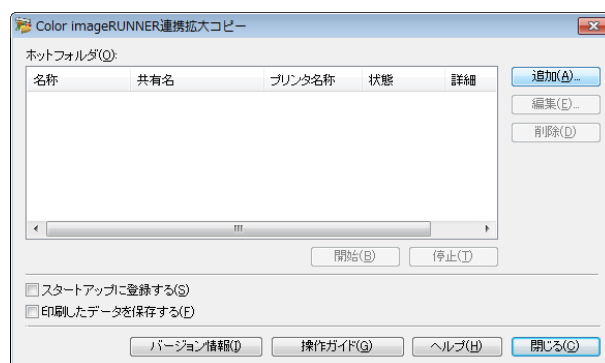 Color imageRUNNER連携拡大コピー
ホットフォルダ(O):
名称 共有名 プリンタ名称 状態 詳細
追加(A)...
編集(E)...
削除(D)
開始(B) 停止(T)
スタートアップに登録する(S)
印刷したデータを保存する(F)
バージョン情報(I) 操作ガイド(G) ヘルプ(H) 閉じる(C)